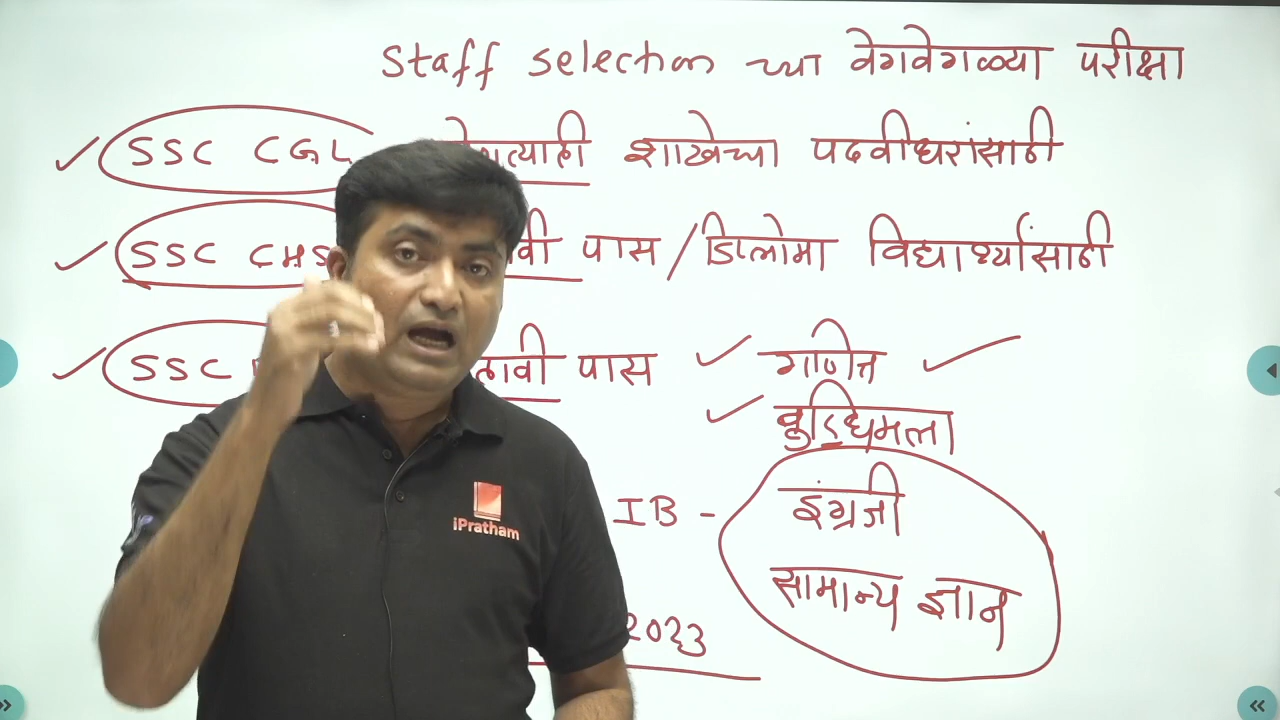 Staff selection च्या वेगवेगळ्या परीक्षा
SSC CGL शाखेच्या पदवीधरांसाठी
SSC CHS पास / डिप्लोमा विद्यार्थ्यांसाठी
SSC पास गणित
बुद्धिमत्ता
IB - इंग्रजी
सामान्य ज्ञान
2023
iPratham